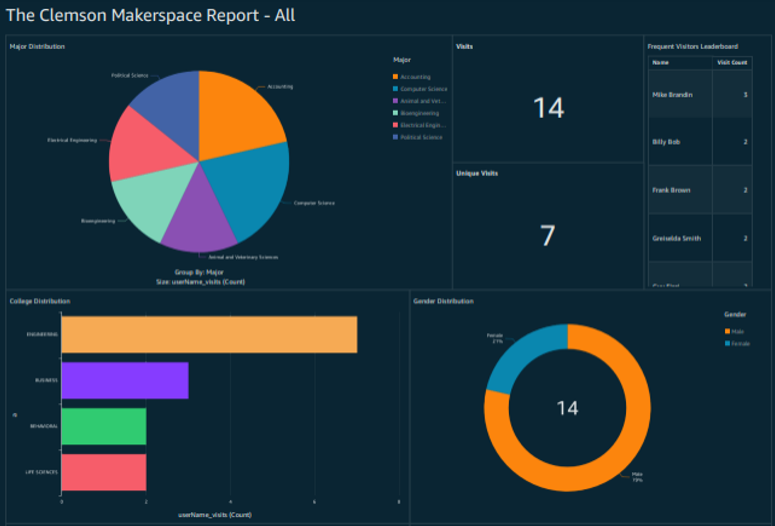 The Clemson Makerspace Report - All
Major Distribution
Political Science
Accounting
Electrical Engineering
Computer Science
Bioengineering
Animal and Veterinary Sciences
Group By: Major
Size: userName_visits (Count)
Major
Accounting
Computer Science
Animal and Vet...
Bioengineering
Electrical Engin...
Political Science
Visits
14
Unique Visits
7
Frequent Visitors Leaderboard
Name Visit Count
Mike Brandin 3
Billy Bob 2
Frank Brown 2
Greiselda Smith 2
College Distribution
ENGINEERING
BUSINESS
BEHAVIORAL
LIFE SCIENCES
0 2 4 6 8
userName_visits (Count)
Gender Distribution
Female
21%
14
Male
79%
Gender
Male
Female